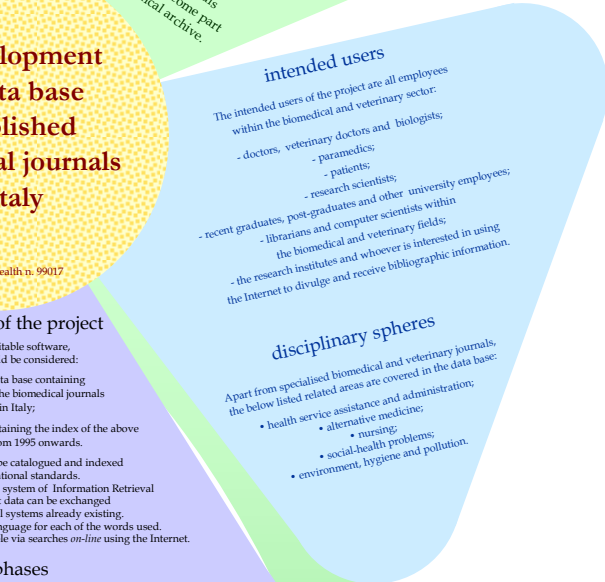 ome part
ical archive.
lopment
ta base
lished
al journals
taly
ealth n. 99017
intended users
The intended users of the project are all employees
within the biomedical and veterinary sector:
- doctors, veterinary doctors and biologists;
- paramedics;
- patients;
- research scientists;
- recent graduates, post-graduates and other university employees;
- librarians and computer scientists within
the biomedical and veterinary fields;
- the research institutes and whoever is interested in using
the Internet to divulge and receive bibliographic information.
disciplinary spheres
Apart from specialised biomedical and veterinary journals,
the below listed related areas are covered in the data base:
• health service assistance and administration;
• alternative medicine;
• nursing;
• social-health problems;
• environment, hygiene and pollution.
of the project
itable software,
ld be considered:
ta base containing
he biomedical journals
in Italy;
taining the index of the above
om 1995 onwards.
be catalogued and indexed
tional standards.
system of Information Retrieval
t data can be exchanged
l systems already existing.
nguage for each of the words used.
le via searches on-line using the Internet.
phases